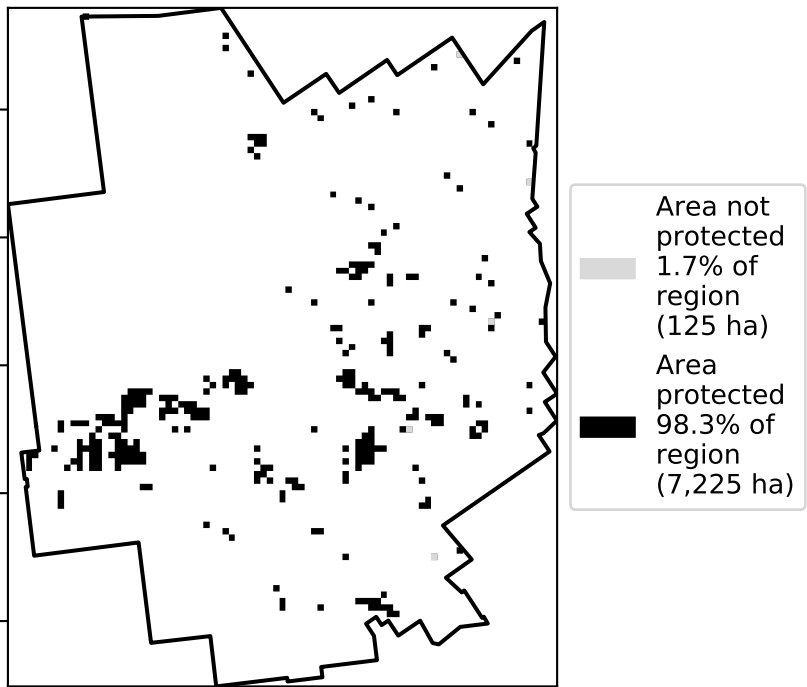 Area not
protected
1.7% of
region
(125 ha)
Area
protected
98.3% of
region
(7,225 ha)